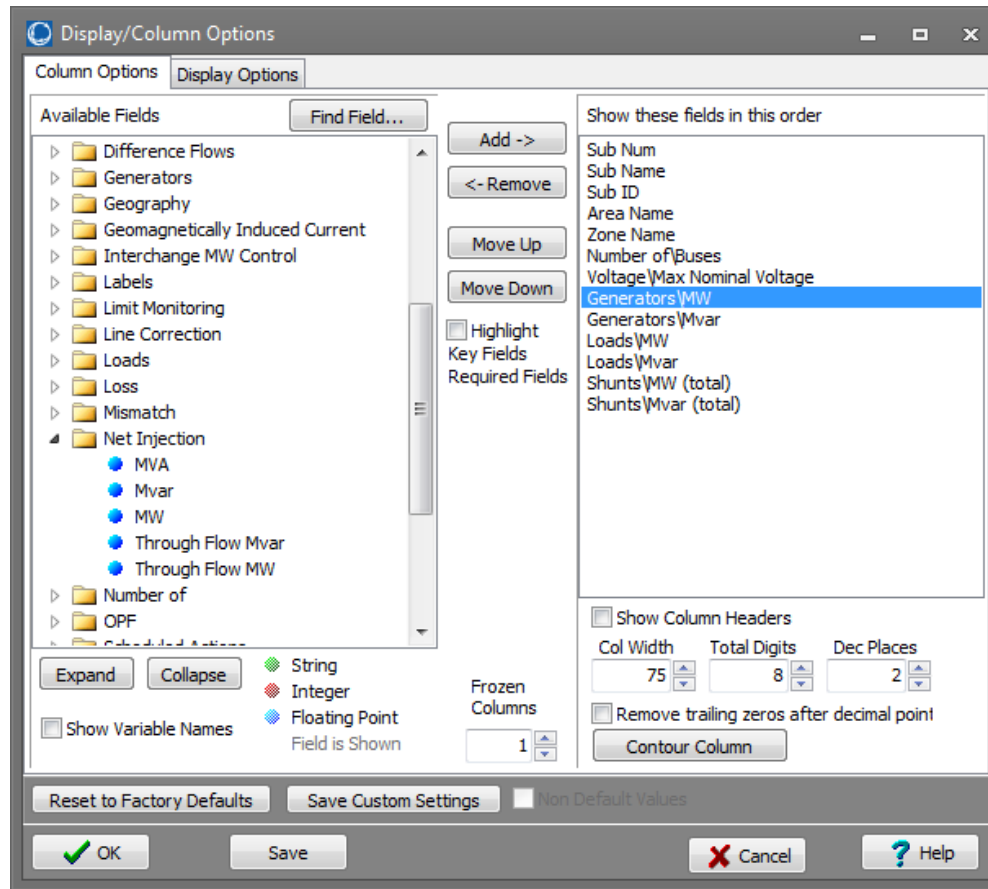 Display/Column Options
Column Options
Display Options
Available Fields
Find Field...
Difference Flows
Generators
Geography
Geomagnetically Induced Current
Interchange MW Control
Labels
Limit Monitoring
Line Correction
Loads
Loss
Mismatch
Net Injection
MVA
Mvar
MW
Through Flow Mvar
Through Flow MW
Number of
OPF
Scheduled Actions
Expand
Collapse
String
Integer
Floating Point
Field is Shown
Show Variable Names
Add ->
<- Remove
Move Up
Move Down
Highlight
Key Fields
Required Fields
Frozen
Columns
1
Show these fields in this order
Sub Num
Sub Name
Sub ID
Area Name
Zone Name
Number of\Buses
Voltage\Max Nominal Voltage
Generators\MW
Generators\Mvar
Loads\MW
Loads\Mvar
Shunts\MW (total)
Shunts\Mvar (total)
Show Column Headers
Col Width Total Digits Dec Places
75 8 2
Remove trailing zeros after decimal point
Contour Column
Reset to Factory Defaults
Save Custom Settings
Non Default Values
OK
Save
Cancel
? Help